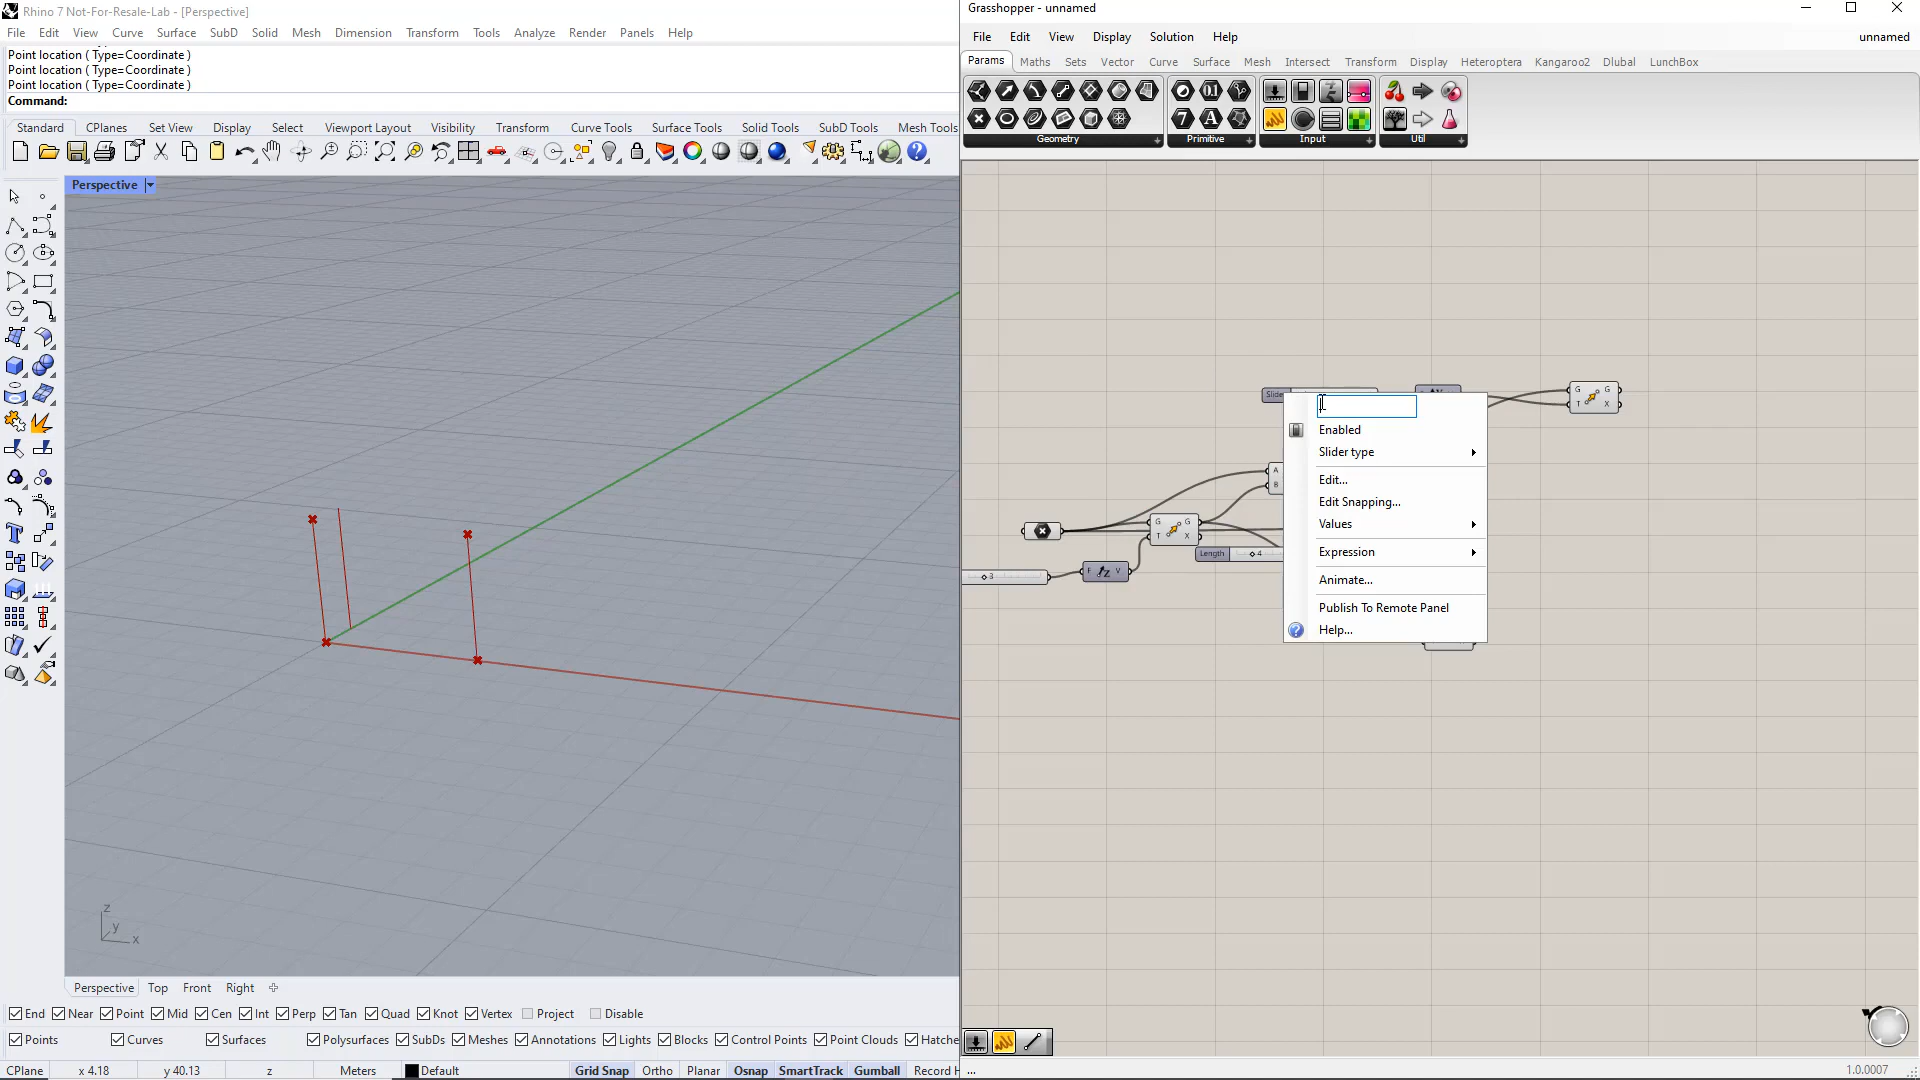 Rhino 7 Not-For-Resale-Lab - [Perspective]
File Edit View Curve Surface SubD Solid Mesh Dimension Transform Tools Analyze Render Panels Help
Point location ( Type=Coordinate )
Point location ( Type=Coordinate )
Point location ( Type=Coordinate )
Command:
Standard CPlanes Set View Display Select Viewport Layout Visibility Transform Curve Tools Surface Tools Solid Tools SubD Tools Mesh Tools
Perspective
z
y
x
Perspective Top Front Right
End Near Point Mid Cen Int Perp Tan Quad Knot Vertex Project Disable
Points Curves Surfaces Polysurfaces SubDs Meshes Annotations Lights Blocks Control Points Point Clouds Hatche
CPlane x 4.18 y 40.13 z Meters Default Grid Snap Ortho Planar Osnap SmartTrack Gumball Record H
Grasshopper - unnamed
File Edit View Display Solution Help unnamed
Params Maths Sets Vector Curve Surface Mesh Intersect Transform Display Heteroptera Kangaroo2 Dlubal LunchBox
Geometry Primitive Input Util
Slide
G G
T X
Enabled
Slider type
Edit...
Edit Snapping...
Values
Expression
Animate...
Publish To Remote Panel
Help...
A
B
G G
T X
Length 4
3
F Z V
... 1.0.0007